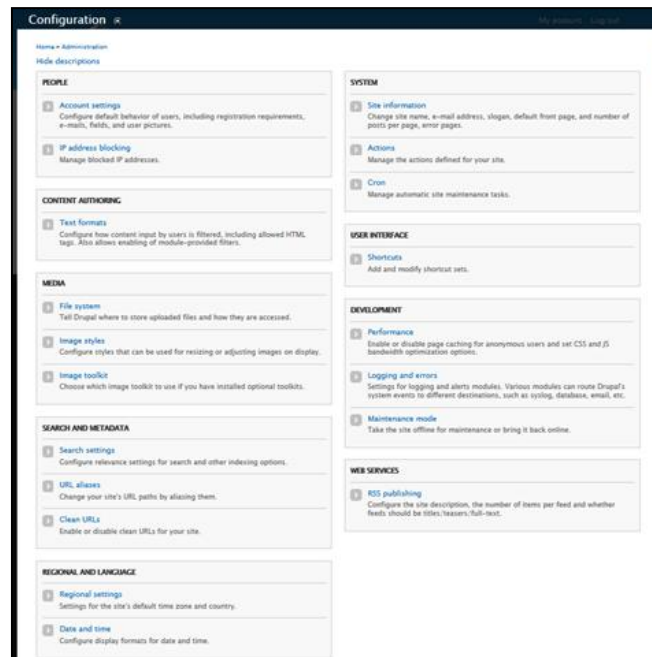 Configuration
My account Log out
Home » Administration
Hide descriptions
PEOPLE
Account settings
Configure default behavior of users, including registration requirements,
e-mails, fields, and user pictures.
IP address blocking
Manage blocked IP addresses.
CONTENT AUTHORING
Text formats
Configure how content input by users is filtered, including allowed HTML
tags. Also allows enabling of module-provided filters.
MEDIA
File system
Tell Drupal where to store uploaded files and how they are accessed.
Image styles
Configure styles that can be used for resizing or adjusting images on display.
Image toolkit
Choose which image toolkit to use if you have installed optional toolkits.
SEARCH AND METADATA
Search settings
Configure relevance settings for search and other indexing options.
URL aliases
Change your site's URL paths by aliasing them.
Clean URLs
Enable or disable clean URLs for your site.
REGIONAL AND LANGUAGE
Regional settings
Settings for the site's default time zone and country.
Date and time
Configure display formats for date and time.
SYSTEM
Site information
Change site name, e-mail address, slogan, default front page, and number of
posts per page, error pages.
Actions
Manage the actions defined for your site.
Cron
Manage automatic site maintenance tasks.
USER INTERFACE
Shortcuts
Add and modify shortcut sets.
DEVELOPMENT
Performance
Enable or disable page caching for anonymous users and set CSS and JS
bandwidth optimization options.
Logging and errors
Settings for logging and alerts modules. Various modules can route Drupal's
system events to different destinations, such as syslog, database, email, etc.
Maintenance mode
Take the site offline for maintenance or bring it back online.
WEB SERVICES
RSS publishing
Configure the site description, the number of items per feed and whether
feeds should be titles/teasers/full-text.